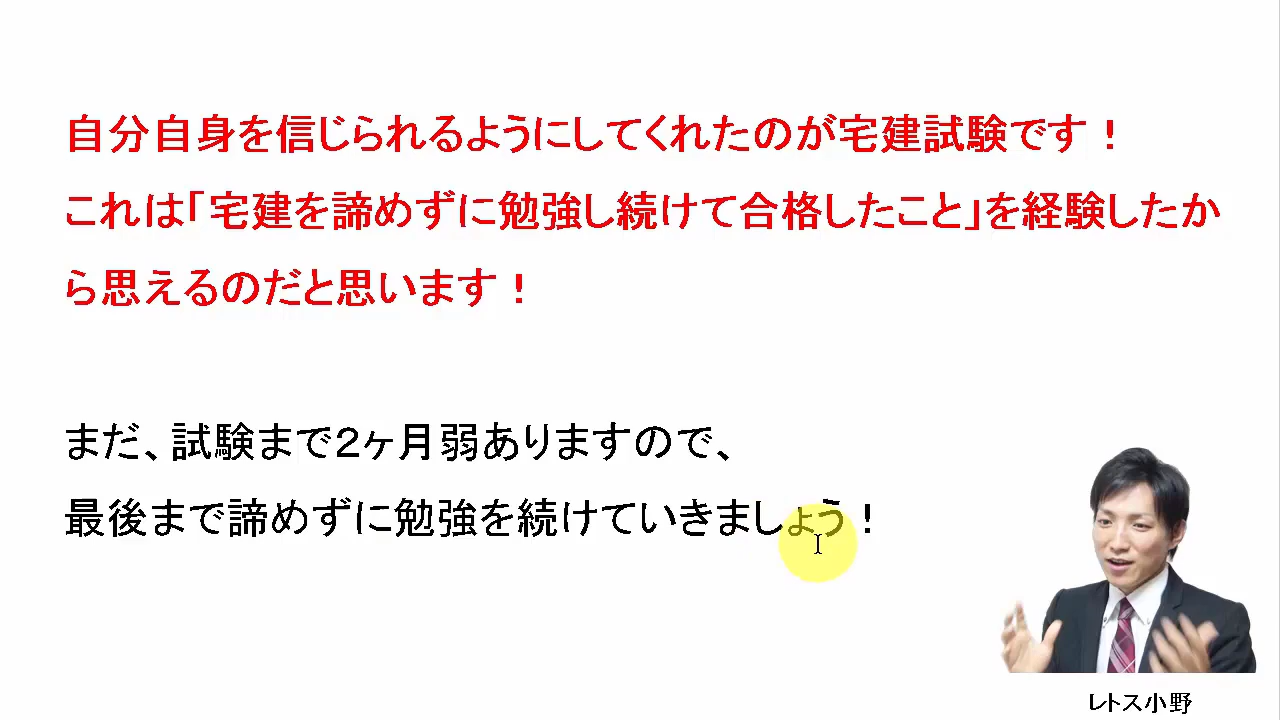 自分自身を信じられるようにしてくれたのが宅建試験です！
これは「宅建を諦めずに勉強し続けて合格したこと」を経験したか
ら思えるのだと思います！
まだ、試験まで２ヶ月弱ありますので、
最後まで諦めずに勉強を続けていきましょう！
レトス小野